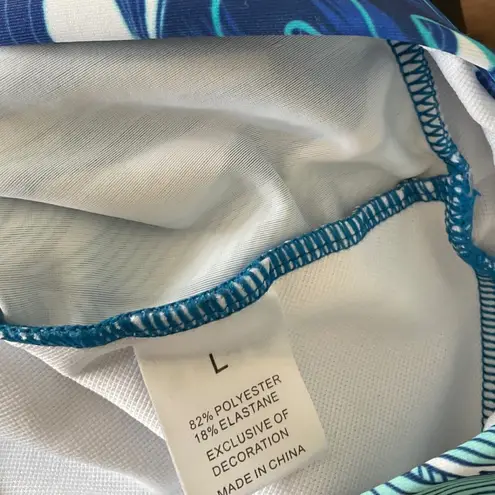 L
82% POLYESTER
18% ELASTANE
EXCLUSIVE OF
DECORATION
MADE IN CHINA